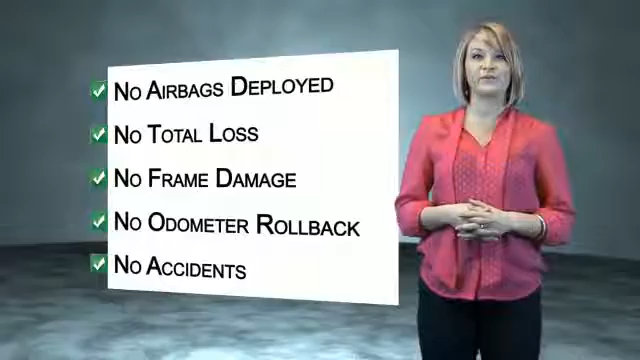 No Airbags Deployed
No Total Loss
No Frame Damage
No Odometer Rollback
No Accidents